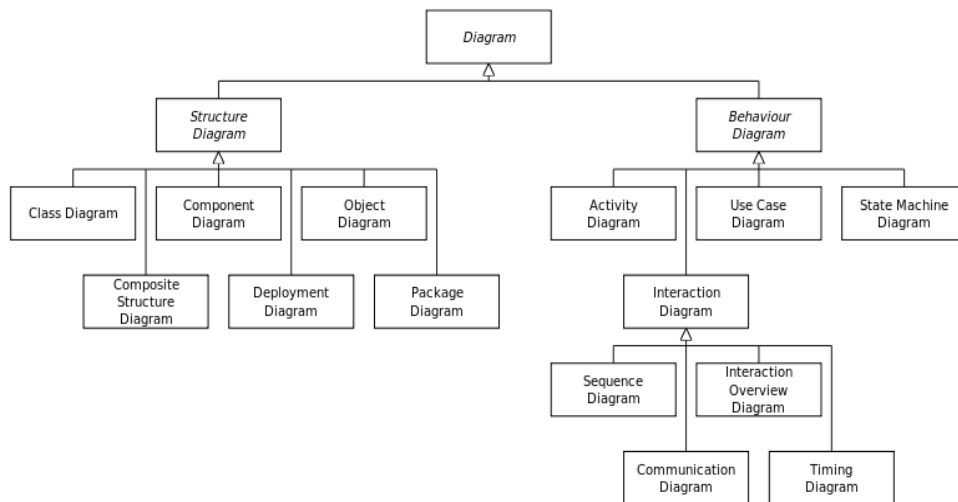 Diagram
Structure
Diagram
Behaviour
Diagram
Class Diagram
Component
Diagram
Object
Diagram
Activity
Diagram
Use Case
Diagram
State Machine
Diagram
Composite
Structure
Diagram
Deployment
Diagram
Package
Diagram
Interaction
Diagram
Sequence
Diagram
Interaction
Overview
Diagram
Communication
Diagram
Timing
Diagram